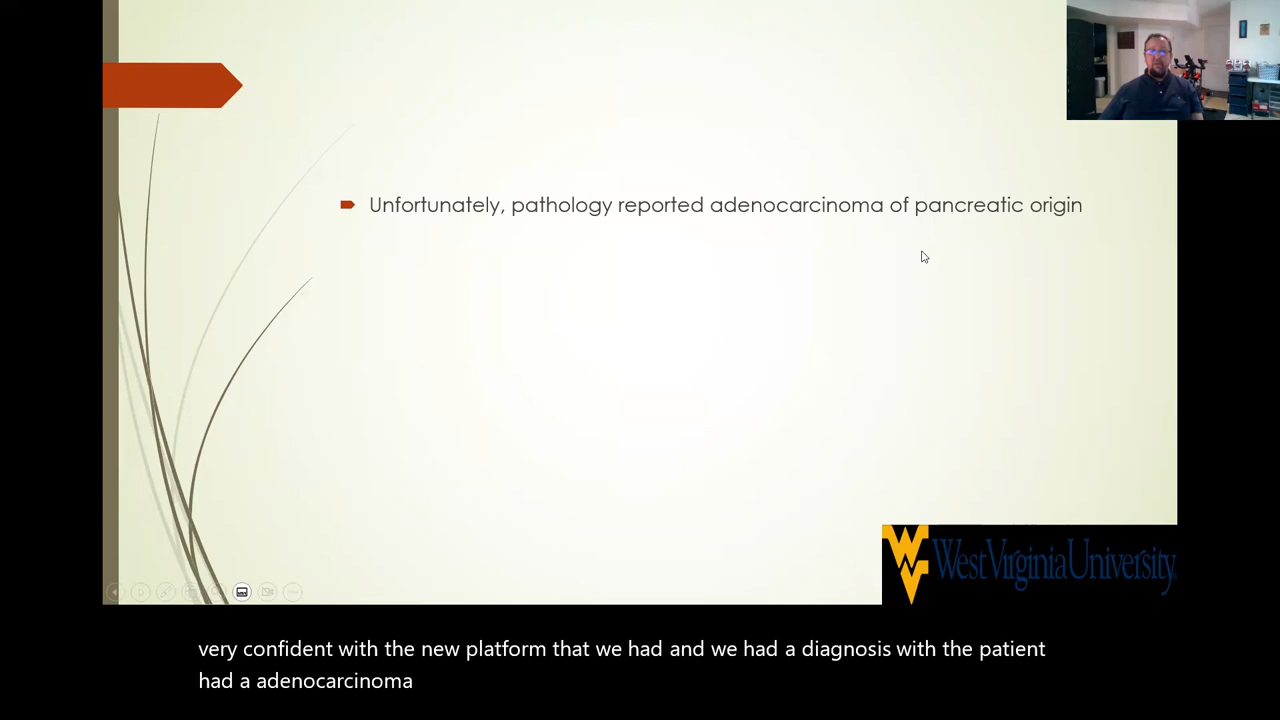 Unfortunately, pathology reported adenocarcinoma of pancreatic origin
West Virginia University
very confident with the new platform that we had and we had a diagnosis with the patient
had a adenocarcinoma